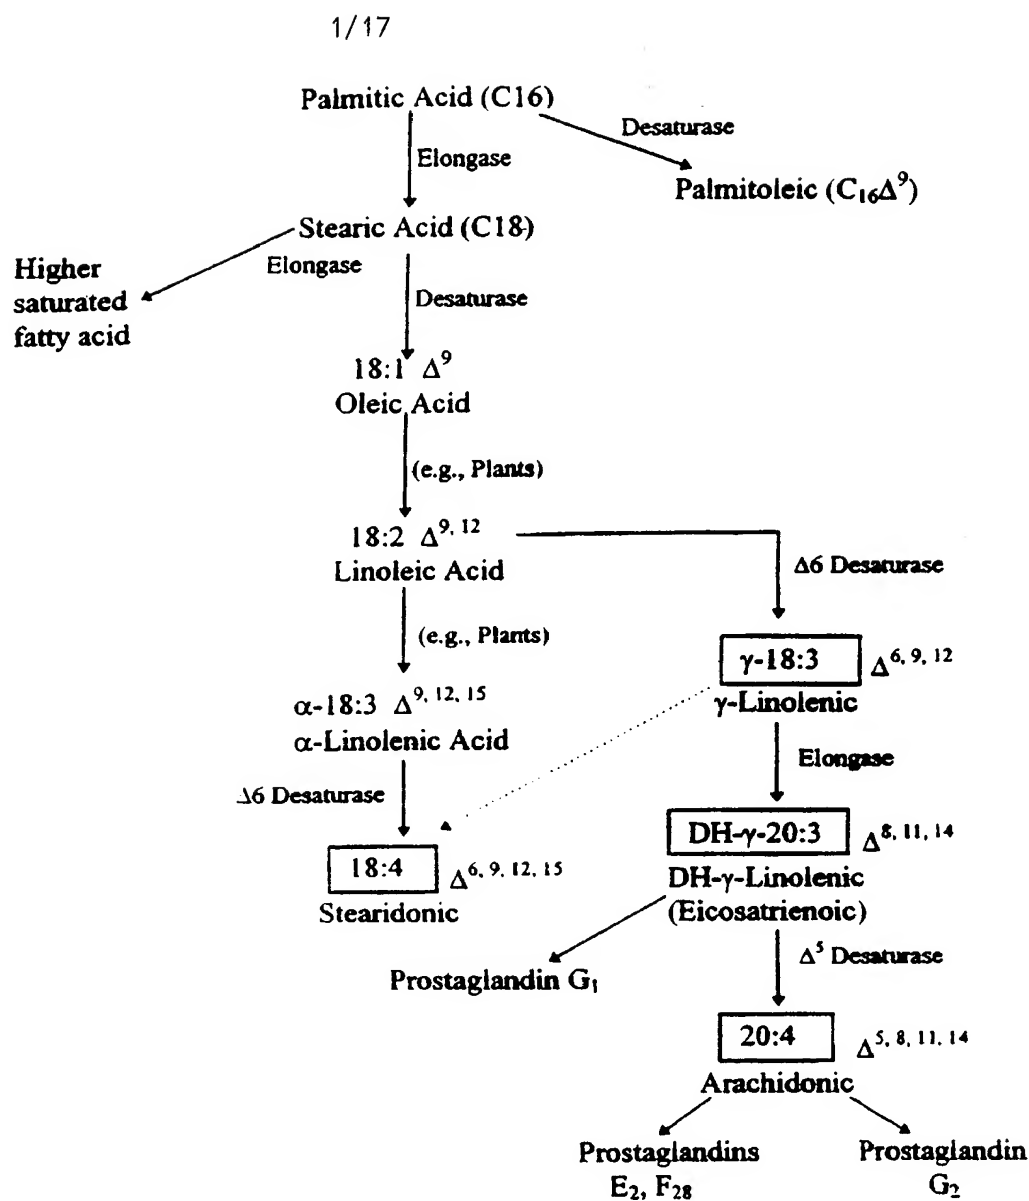 1/17
Palmitic Acid (C16)
Desaturase
Elongase
Palmitoleic (C₁₆Δ⁹)
Stearic Acid (C18)
Elongase
Higher
saturated
fatty acid
Desaturase
18:1 Δ⁹
Oleic Acid
(e.g., Plants)
18:2 Δ⁹, ¹²
Linoleic Acid
Δ6 Desaturase
(e.g., Plants)
γ-18:3 Δ⁶, ⁹, ¹²
γ-Linolenic
α-18:3 Δ⁹, ¹², ¹⁵
α-Linolenic Acid
Elongase
Δ6 Desaturase
DH-γ-20:3 Δ⁸, ¹¹, ¹⁴
DH-γ-Linolenic
(Eicosatrienoic)
18:4 Δ⁶, ⁹, ¹², ¹⁵
Stearidonic
Δ⁵ Desaturase
Prostaglandin G₁
20:4 Δ⁵, ⁸, ¹¹, ¹⁴
Arachidonic
Prostaglandins
E₂, F₂₈
Prostaglandin
G₂